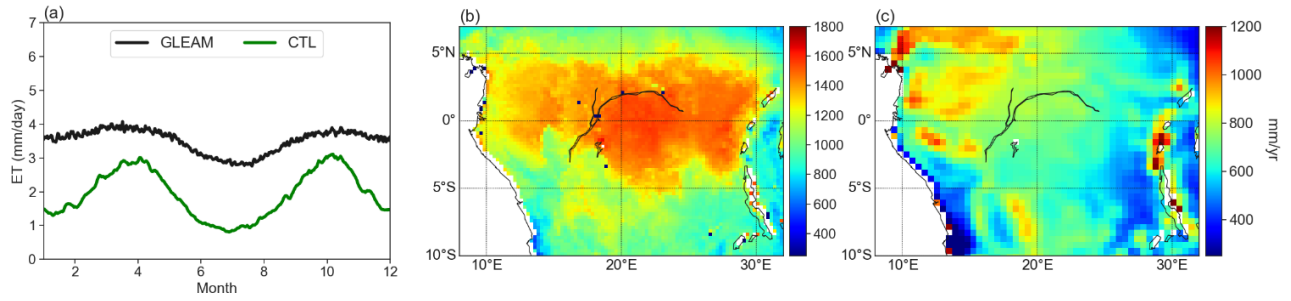 (a)
7
6
5
4
3
2
1
0
ET (mm/day)
GLEAM
CTL
2
4
6
8
10
12
Month
(b)
5°N
0°
5°S
10°S
10°E
20°E
30°E
1800
1600
1400
1200
1000
800
600
400
(c)
5°N
0°
5°S
10°S
10°E
20°E
30°E
1200
1000
800
600
400
mm/yr